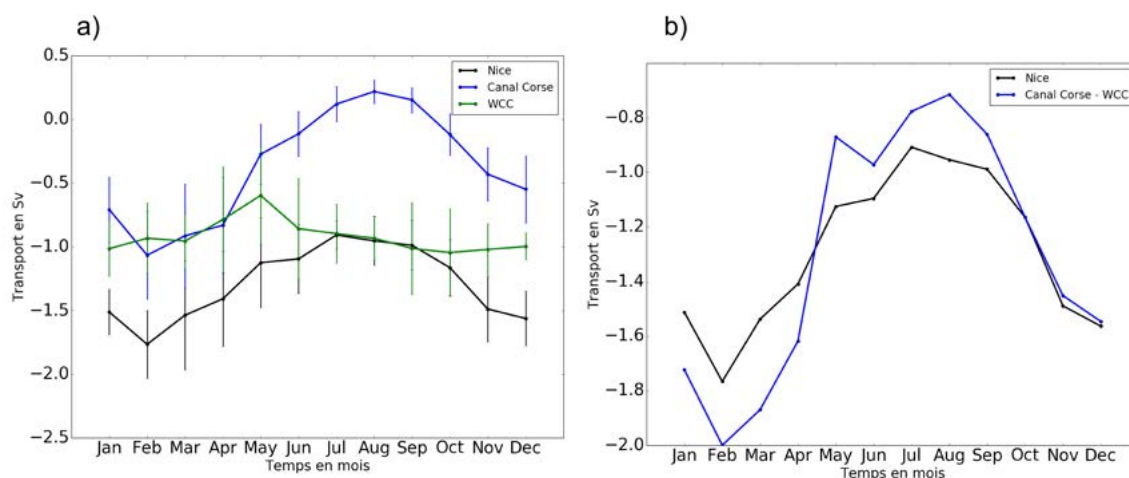 a)
Nice
Canal Corse
WCC
Transport en Sv
0.5
0.0
−0.5
−1.0
−1.5
−2.0
−2.5
Jan Feb Mar Apr May Jun Jul Aug Sep Oct Nov Dec
Temps en mois
b)
Nice
Canal Corse - WCC
Transport en Sv
−0.8
−1.0
−1.2
−1.4
−1.6
−1.8
−2.0
Jan Feb Mar Apr May Jun Jul Aug Sep Oct Nov Dec
Temps en mois